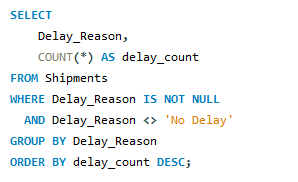 SELECT
    Delay_Reason,
    COUNT(*) AS delay_count
FROM Shipments
WHERE Delay_Reason IS NOT NULL
  AND Delay_Reason <> 'No Delay'
GROUP BY Delay_Reason
ORDER BY delay_count DESC;